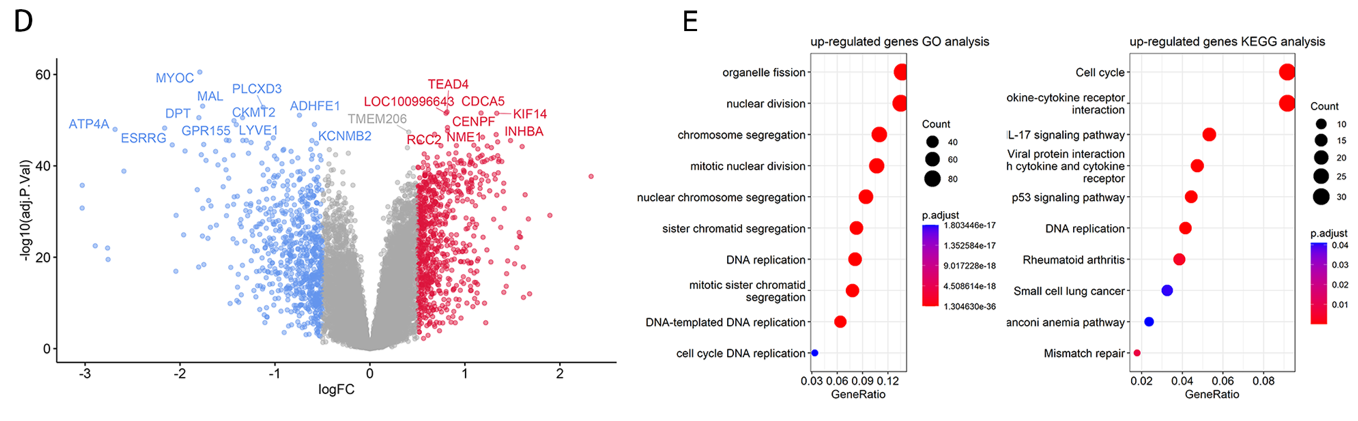 D
-log10(adj.P. Val)
60
40
20
0
-3
-2
-1
0
1
2
logFC
MYOC
MAL
PLCXD3
DPT
CKMT2
ADHFE1
ATP4A
ESRRG
GPR155
LYVE1
KCNMB2
TMEM206
TEAD4
LOC100996643
CDCA5
KIF14
CENPF
RCC2
NME1
INHBA
E
up-regulated genes GO analysis
organelle fission
nuclear division
chromosome segregation
mitotic nuclear division
nuclear chromosome segregation
sister chromatid segregation
DNA replication
mitotic sister chromatid
segregation
DNA-templated DNA replication
cell cycle DNA replication
0.03
0.06
0.09
0.12
GeneRatio
Count
40
60
80
p.adjust
1.803446e-17
1.352584e-17
9.017228e-18
4.508614e-18
1.304630e-36
up-regulated genes KEGG analysis
Cell cycle
okine-cytokine receptor
interaction
IL-17 signaling pathway
Viral protein interaction
h cytokine and cytokine
receptor
p53 signaling pathway
DNA replication
Rheumatoid arthritis
Small cell lung cancer
anconi anemia pathway
Mismatch repair
0.02
0.04
0.06
0.08
GeneRatio
Count
10
15
20
25
30
p.adjust
0.04
0.03
0.02
0.01